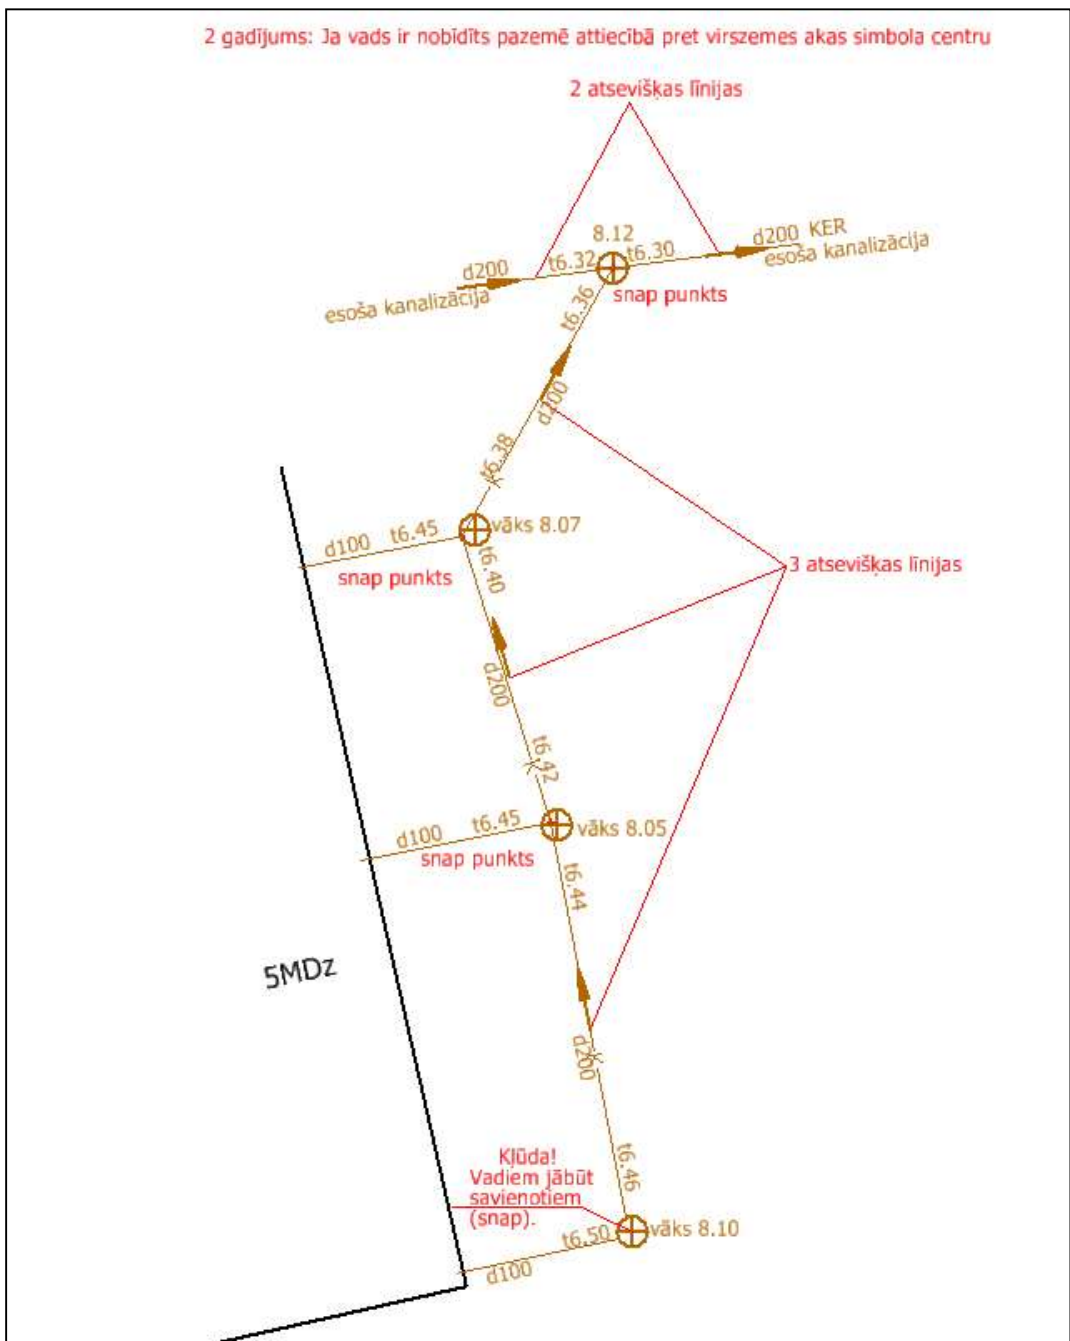 2 gadījums: Ja vads ir nobīdīts pazemē attiecībā pret virszemes akas simbola centru
2 atsevišķas līnijas
8.12
d200 KER
esoša kanalizācija
t6.32
t6.30
d200
esoša kanalizācija
snap punkts
t6.36
d200
t6.38
vāks 8.07
d100
t6.45
snap punkts
t6.40
3 atsevišķas līnijas
d200
t6.42
d100
t6.45
vāks 8.05
snap punkts
t6.44
5MDz
d200
K
t6.46
Kļūda!
Vadiem jābūt
savienotiem
(snap).
t6.50
vāks 8.10
d100